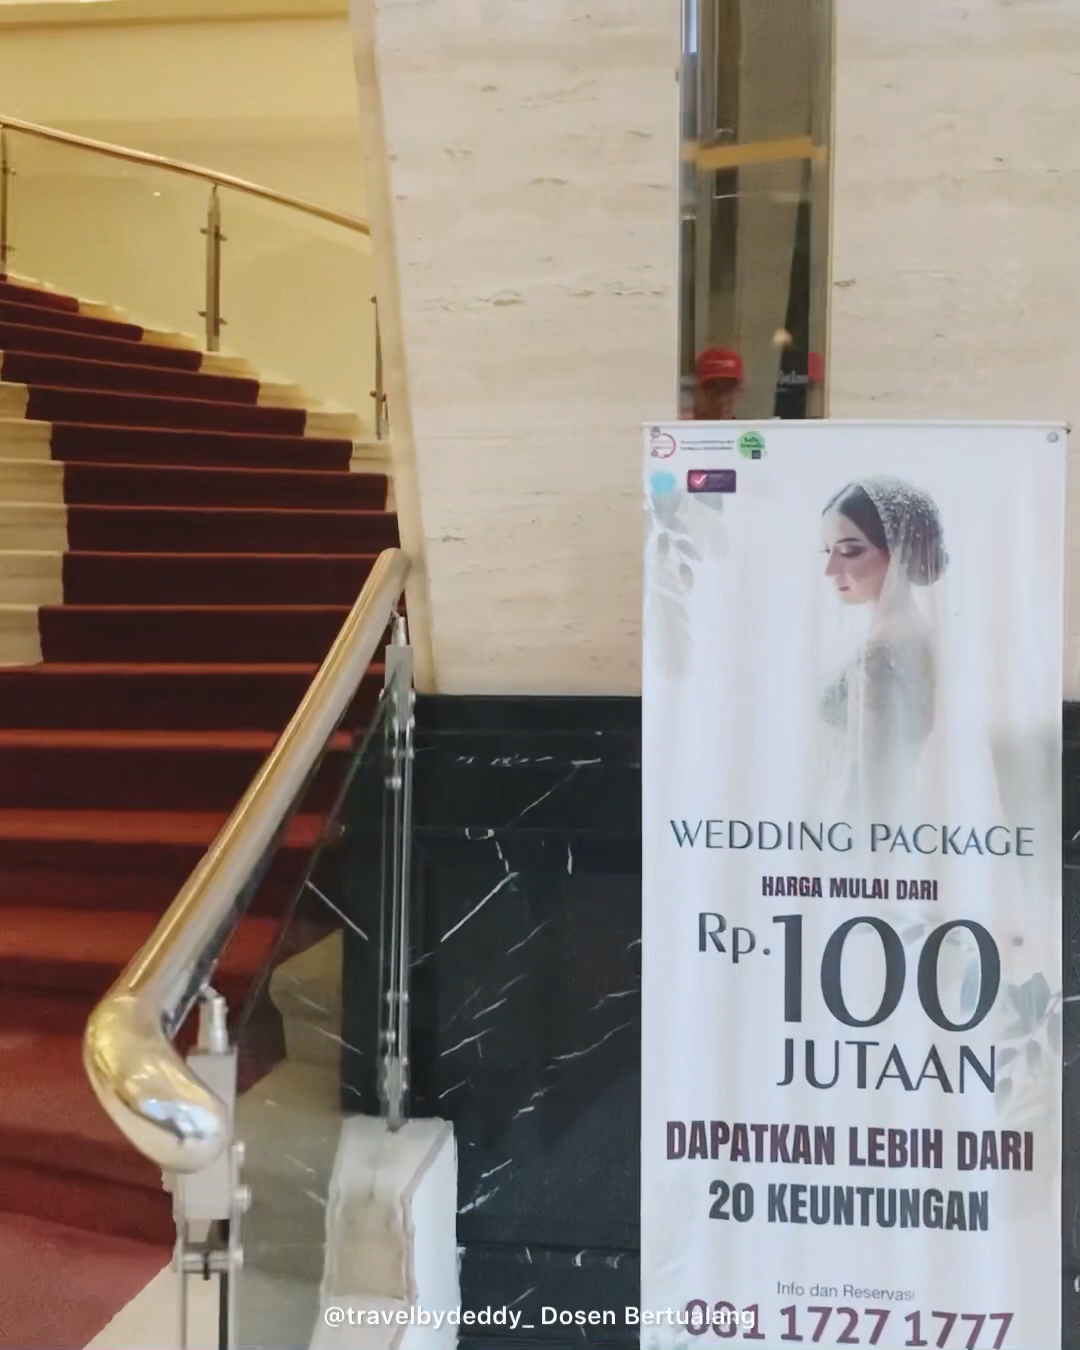 WEDDING PACKAGE
HARGA MULAI DARI
Rp.100
JUTAAN
DAPATKAN LEBIH DARI
20 KEUNTUNGAN
Info dan Reservasi
081 1727 1777
@travelbydeddy_ Dosen Bertualang